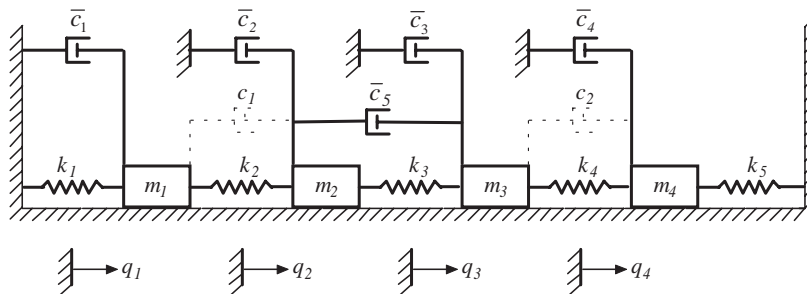 c̅₁ c̅₂ c̅₃ c̅₄
c₁ c̅₅ c₂
k₁ k₂ k₃ k₄ k₅
m₁ m₂ m₃ m₄
q₁ q₂ q₃ q₄